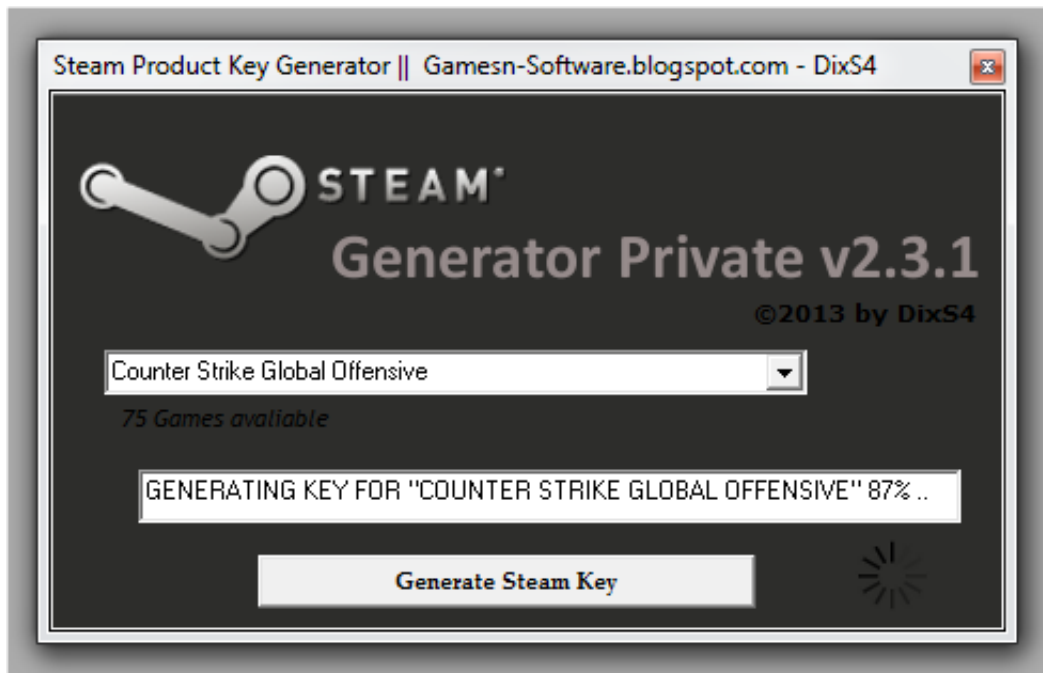 Steam Product Key Generator || Gamesn-Software.blogspot.com - DixS4
STEAM
Generator Private v2.3.1
©2013 by DixS4
Counter Strike Global Offensive
75 Games avaliable
GENERATING KEY FOR "COUNTER STRIKE GLOBAL OFFENSIVE" 87% ..
Generate Steam Key